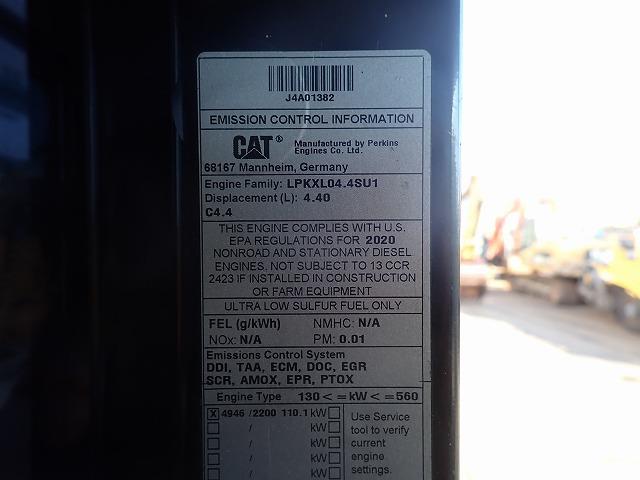 J4A01382
EMISSION CONTROL INFORMATION
CAT® Manufactured by Perkins
Engines Co. Ltd.
68167 Mannheim, Germany
Engine Family: LPKXL04.4SU1
Displacement (L): 4.40
C4.4
THIS ENGINE COMPLIES WITH U.S.
EPA REGULATIONS FOR 2020
NONROAD AND STATIONARY DIESEL
ENGINES. NOT SUBJECT TO 13 CCR
2423 IF INSTALLED IN CONSTRUCTION
OR FARM EQUIPMENT
ULTRA LOW SULFUR FUEL ONLY
FEL (g/kWh) NMHC: N/A
NOx: N/A PM: 0.01
Emissions Control System
DDI, TAA, ECM, DOC, EGR
SCR, AMOX, EPR, PTOX
Engine Type 130 < =kW < =560
X 4946 /2200 110.1 kW
/ kW
/ kW
/ kW
/ kW
Use Service
tool to verify
current
engine
settings.